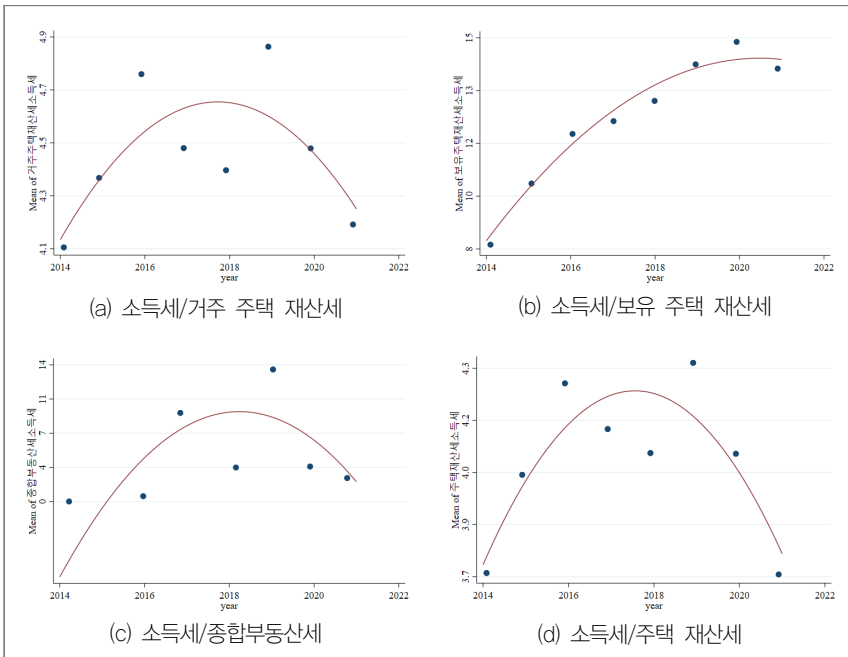 Mean of 거주주택재산세소득세
4.9
4.7
4.5
4.3
4.1
2014 2016 2018 2020 2022
year
(a) 소득세/거주 주택 재산세
Mean of 보유주택재산세소득세
15
13
12
10
8
2014 2016 2018 2020 2022
year
(b) 소득세/보유 주택 재산세
Mean of 종합부동산세소득세
14
11
7
4
0
2014 2016 2018 2020 2022
year
(c) 소득세/종합부동산세
Mean of 주택재산세소득세
4.3
4.2
4.0
3.9
3.7
2014 2016 2018 2020 2022
year
(d) 소득세/주택 재산세